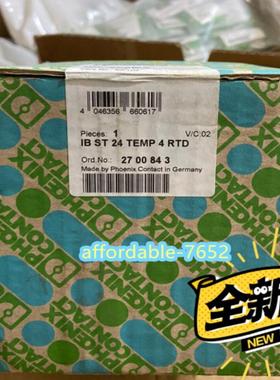 4 046356 660617
Pieces: 1 V/C:02
IB ST 24 TEMP 4 RTD
Ord.No.: 27 00 84 3
Made by Phoenix Contact in Germany
affordable-7652
PHOENIX
CONTACT
全新
NEW